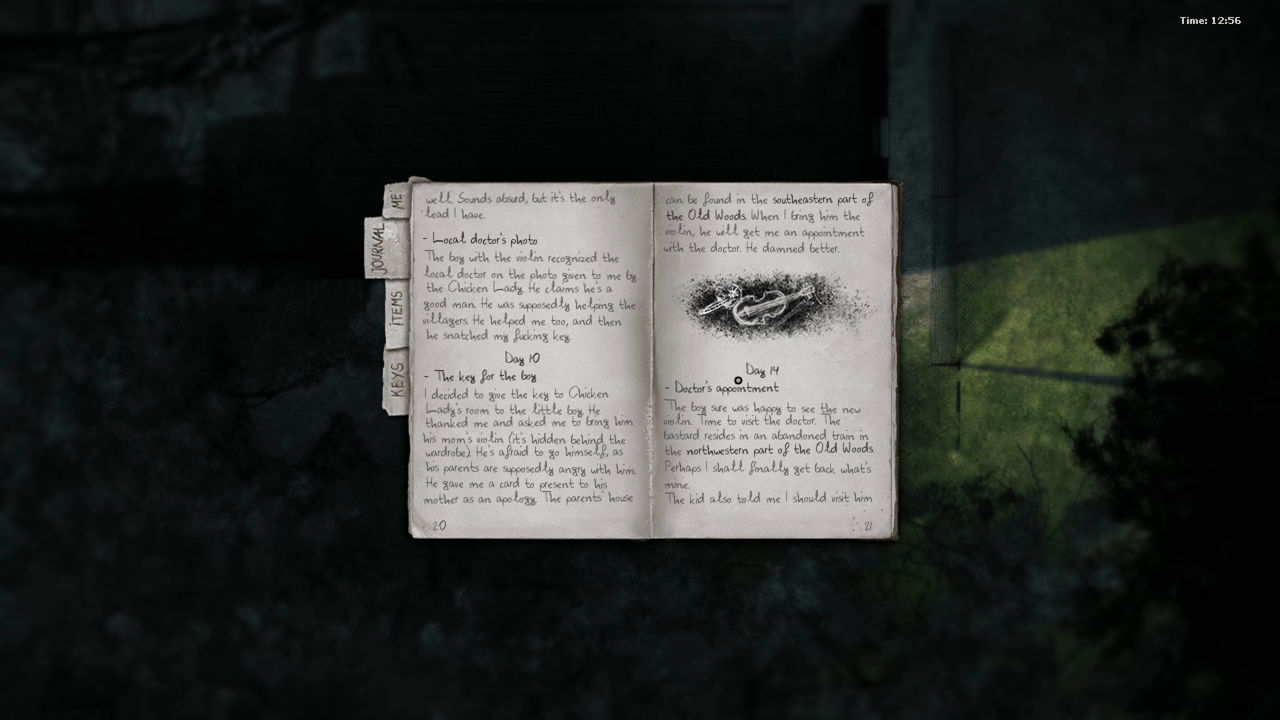 Time: 12:56
ME
JOURNAL
ITEMS
KEYS
well. Sounds absurd, but it's the only
lead I have.
- Local doctor's photo
The boy with the violin recognized the
local doctor on the photo given to me by
the Chicken Lady. He claims he's a
good man. He was supposedly helping the
villagers. He helped me too, and then
he snatched my fucking key.
Day 10
- The key for the boy
I decided to give the key to Chicken
Lady's room to the little boy. He
thanked me and asked me to bring him
his mom's violin (it's hidden behind the
wardrobe). He's afraid to go himself, as
his parents are supposedly angry with him.
He gave me a card to present to his
mother as an apology. The parents' house
20
can be found in the southeastern part of
the Old Woods. When I bring him the
violin, he will get me an appointment
with the doctor. He damned better.
Day 14
- Doctor's appointment
The boy sure was happy to see the new
violin. Time to visit the doctor. The
bastard resides in an abandoned train in
the northwestern part of the Old Woods.
Perhaps I shall finally get back what's
mine.
The kid also told me I should visit him
21